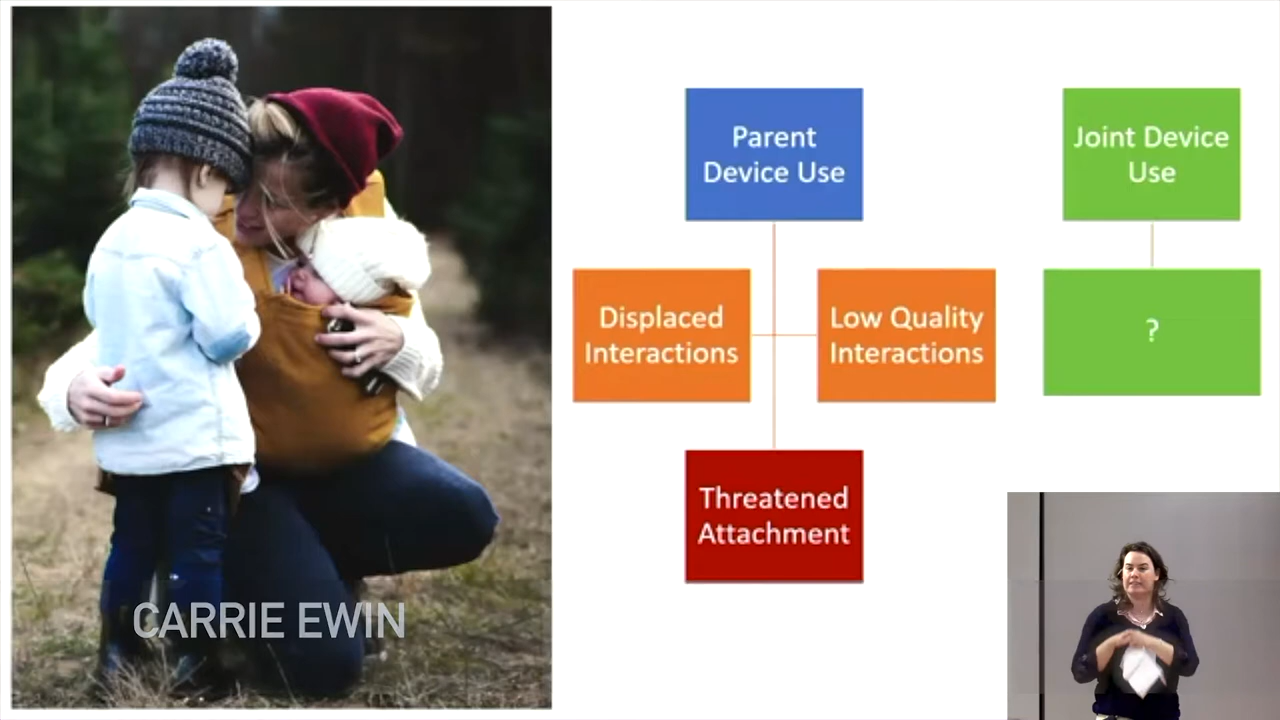 Parent
Device Use
Joint Device
Use
Displaced
Interactions
Low Quality
Interactions
?
Threatened
Attachment
CARRIE EWIN